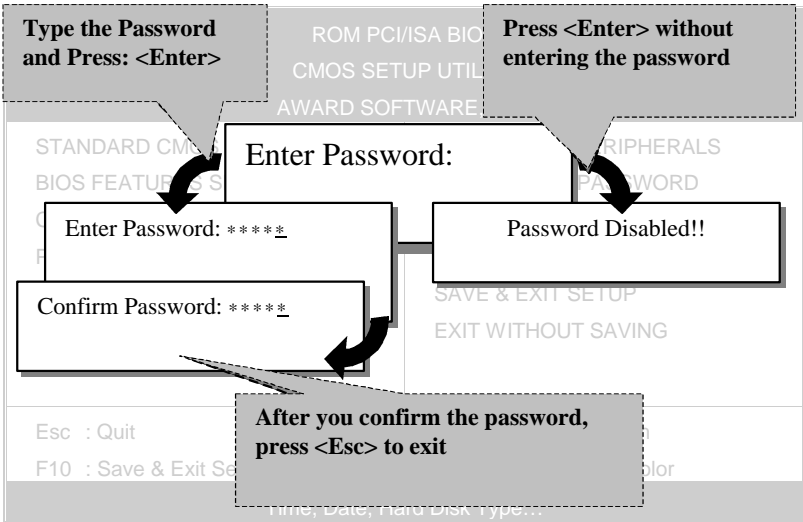 Type the Password
and Press: <Enter>
ROM PCI/ISA BIO
CMOS SETUP UTIL
AWARD SOFTWARE,
Press <Enter> without
entering the password
STANDARD CMOS
RIPHERALS
BIOS FEATURES S
PASSWORD
Enter Password:
Enter Password: *****
Password Disabled!!
Confirm Password: *****
SAVE & EXIT SETUP
EXIT WITHOUT SAVING
After you confirm the password,
press <Esc> to exit
Esc : Quit
F10 : Save & Exit Se
olor
Time, Date, Hard Disk Type…